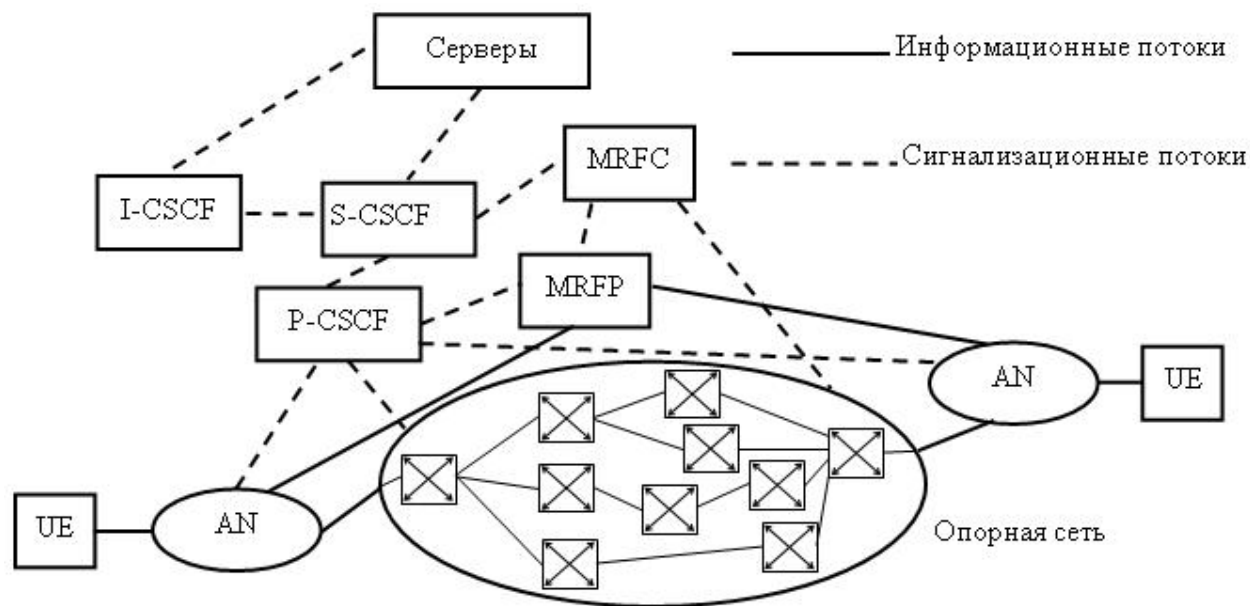 Серверы
Информационные потоки
MRFC
Сигнализационные потоки
I-CSCF
S-CSCF
MRFP
P-CSCF
AN
UE
UE
AN
Опорная сеть